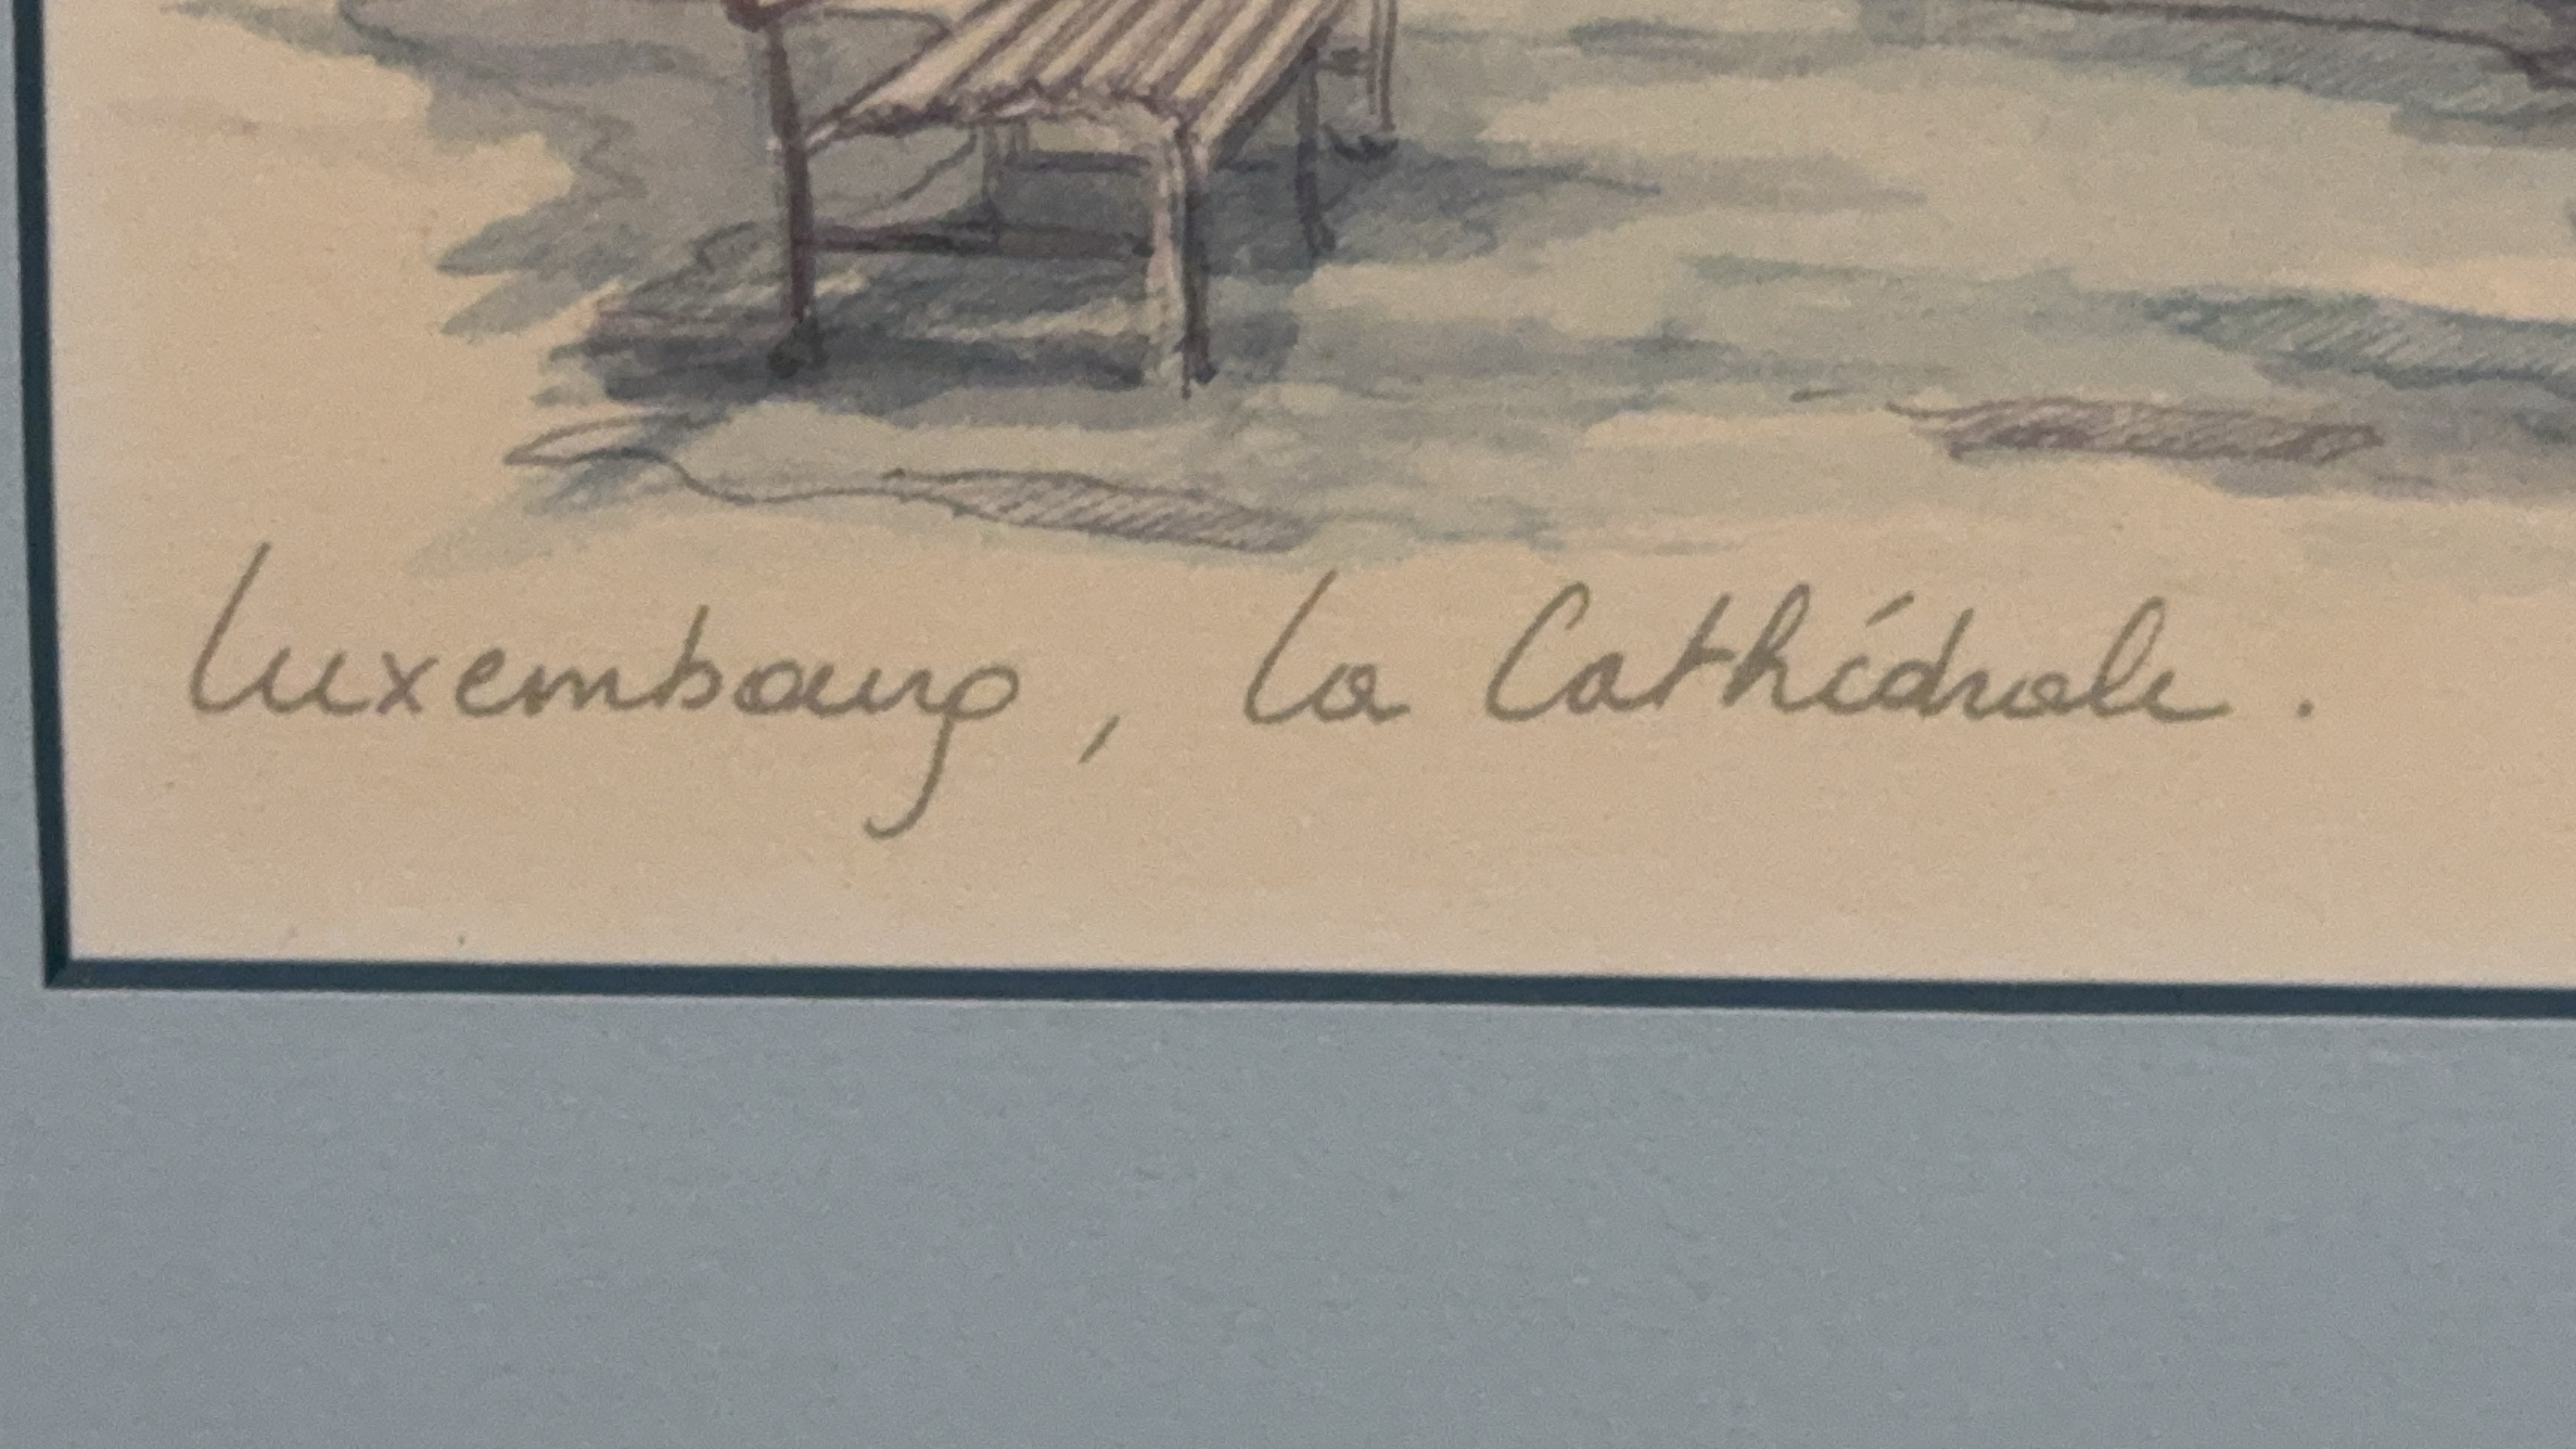 Luxembourg, La Cathédrale.